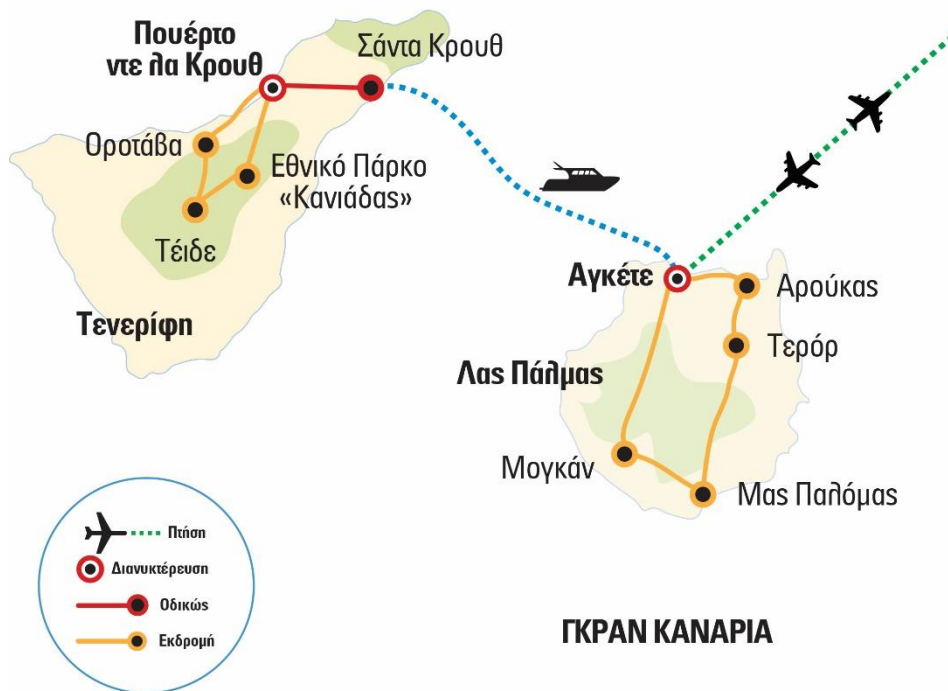 Πουέρτο
ντε λα Κρουθ
Σάντα Κρουθ
Οροτάβα
Εθνικό Πάρκο
«Κανιάδας»
Τέιδε
Τενερίφη
Αγκέτε
Αρούκας
Τερόρ
Λας Πάλμας
Μογκάν
Μας Παλόμας
Πτήση
Διανυκτέρευση
Οδικώς
Εκδρομή
ΓΚΡΑΝ ΚΑΝΑΡΙΑ